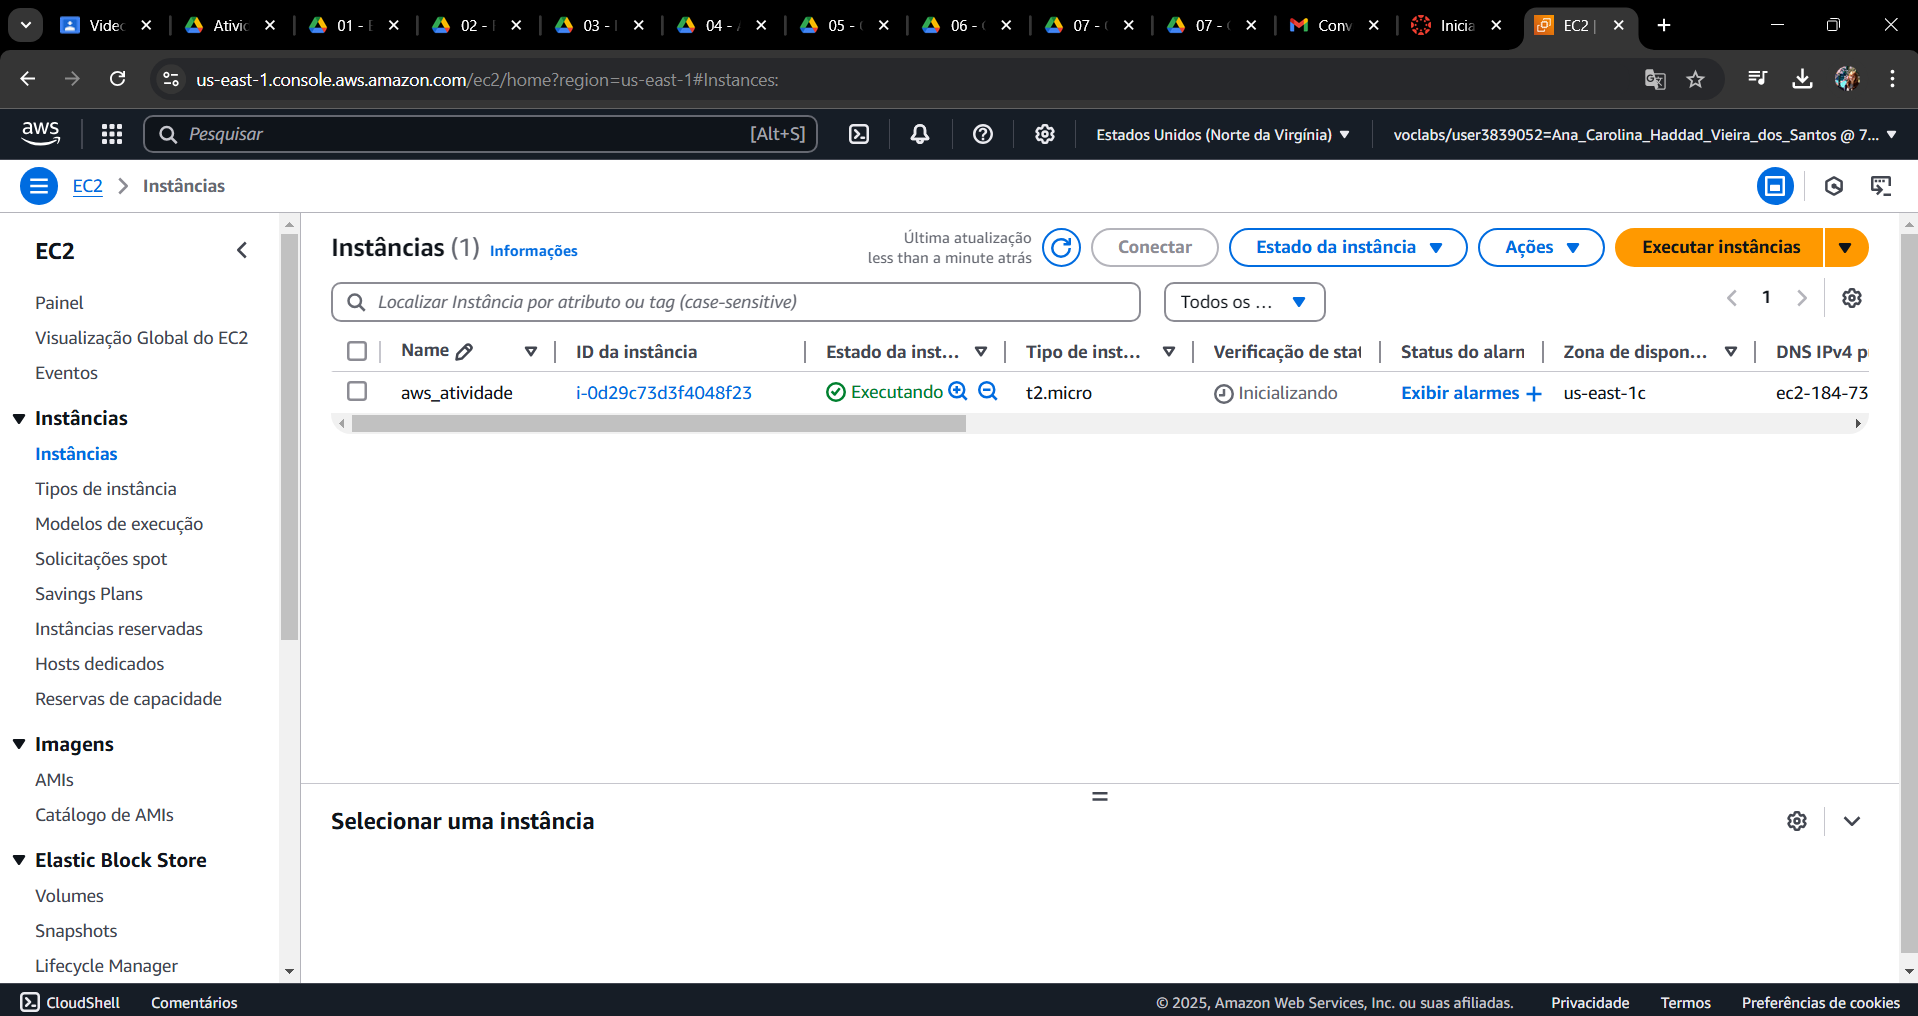 Videc
Ativic
01 - E
02 - I
03 - I
04 - A
05 - C
06 - C
07 - C
07 - C
Conv
Inicia
EC2 |
us-east-1.console.aws.amazon.com/ec2/home?region=us-east-1#Instances:
aws
Pesquisar
[Alt+S]
Estados Unidos (Norte da Virgínia)
voclabs/user3839052=Ana_Carolina_Haddad_Vieira_dos_Santos @ 7...
EC2
Instâncias
EC2
Painel
Visualização Global do EC2
Eventos
Instâncias
Instâncias
Tipos de instância
Modelos de execução
Solicitações spot
Savings Plans
Instâncias reservadas
Hosts dedicados
Reservas de capacidade
Imagens
AMIs
Catálogo de AMIs
Elastic Block Store
Volumes
Snapshots
Lifecycle Manager
Instâncias (1) Informações
Última atualização
less than a minute atrás
Conectar
Estado da instância
Ações
Executar instâncias
Localizar Instância por atributo ou tag (case-sensitive)
Todos os ...
1
Name
ID da instância
Estado da inst...
Tipo de inst...
Verificação de stat
Status do alarn
Zona de dispon...
DNS IPv4 p
aws_atividade
i-0d29c73d3f4048f23
Executando
t2.micro
Inicializando
Exibir alarmes +
us-east-1c
ec2-184-73
Selecionar uma instância
CloudShell
Comentários
© 2025, Amazon Web Services, Inc. ou suas afiliadas.
Privacidade
Termos
Preferências de cookies